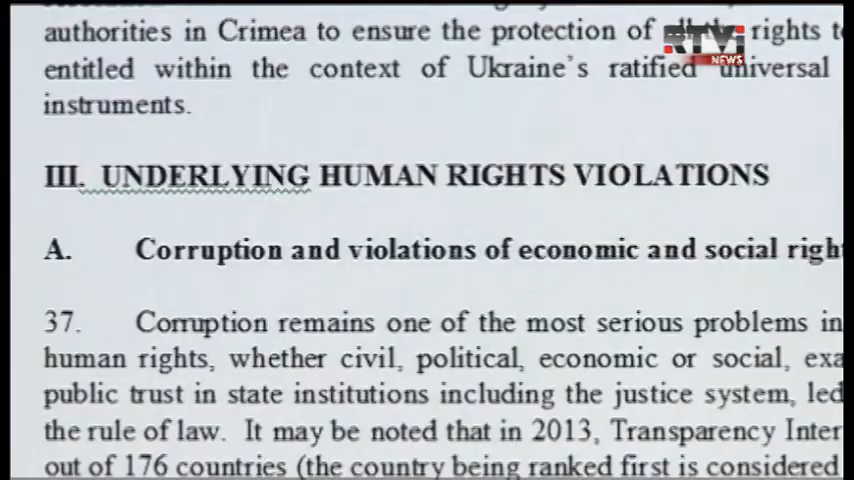 authorities in Crimea to ensure the protection of all the rights
entitled within the context of Ukraine's ratified universal
instruments.
RTVi
NEWS
III. UNDERLYING HUMAN RIGHTS VIOLATIONS
A. Corruption and violations of economic and social righ
37. Corruption remains one of the most serious problems in
human rights, whether civil, political, economic or social, exa
public trust in state institutions including the justice system, led
the rule of law. It may be noted that in 2013, Transparency Inter
out of 176 countries (the country being ranked first is considered